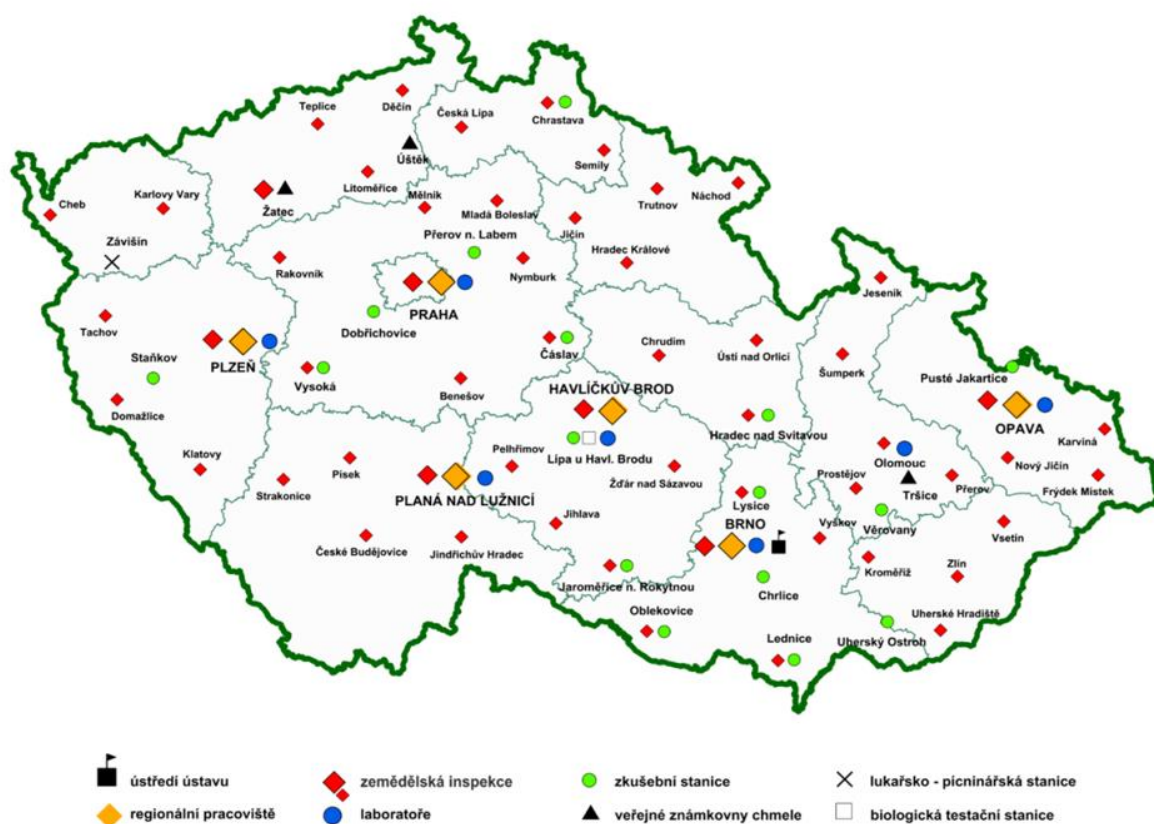 Děčín
Teplice
Česká Lípa
Chrastava
Úštěk
Semily
Litoměřice
Mělník
Trutnov
Náchod
Karlovy Vary
Cheb
Žatec
Mladá Boleslav
Jičín
Závišín
Přerov n. Labem
Hradec Králové
Rakovník
Nymburk
Jeseník
PRAHA
Tachov
Dobřichovice
Staňkov
PLZEŇ
Čáslav
Chrudim
Ústí nad Orlicí
Šumperk
Pusté Jakartice
Vysoká
Benešov
HAVLÍČKŮV BROD
Domažlice
OPAVA
Hradec nad Svitavou
Karviná
Klatovy
Písek
Pelhřimov
Lípa u Havl. Brodu
Olomouc
Nový Jičín
Strakonice
PLANÁ NAD LUŽNICÍ
Žďár nad Sázavou
Prostějov
Tršice
Přerov
Frýdek Místek
Lysice
Jihlava
BRNO
Vyškov
Věrovany
Vsetín
České Budějovice
Jindřichův Hradec
Kroměříž
Zlín
Jaroměřice n. Rokytnou
Chrlice
Oblekovice
Lednice
Uherské Hradiště
Uherský Ostroh
ústředí ústavu
zemědělská inspekce
zkušební stanice
lukařsko - picninářská stanice
regionální pracoviště
laboratoře
veřejné známkovny chmele
biologická testační stanice